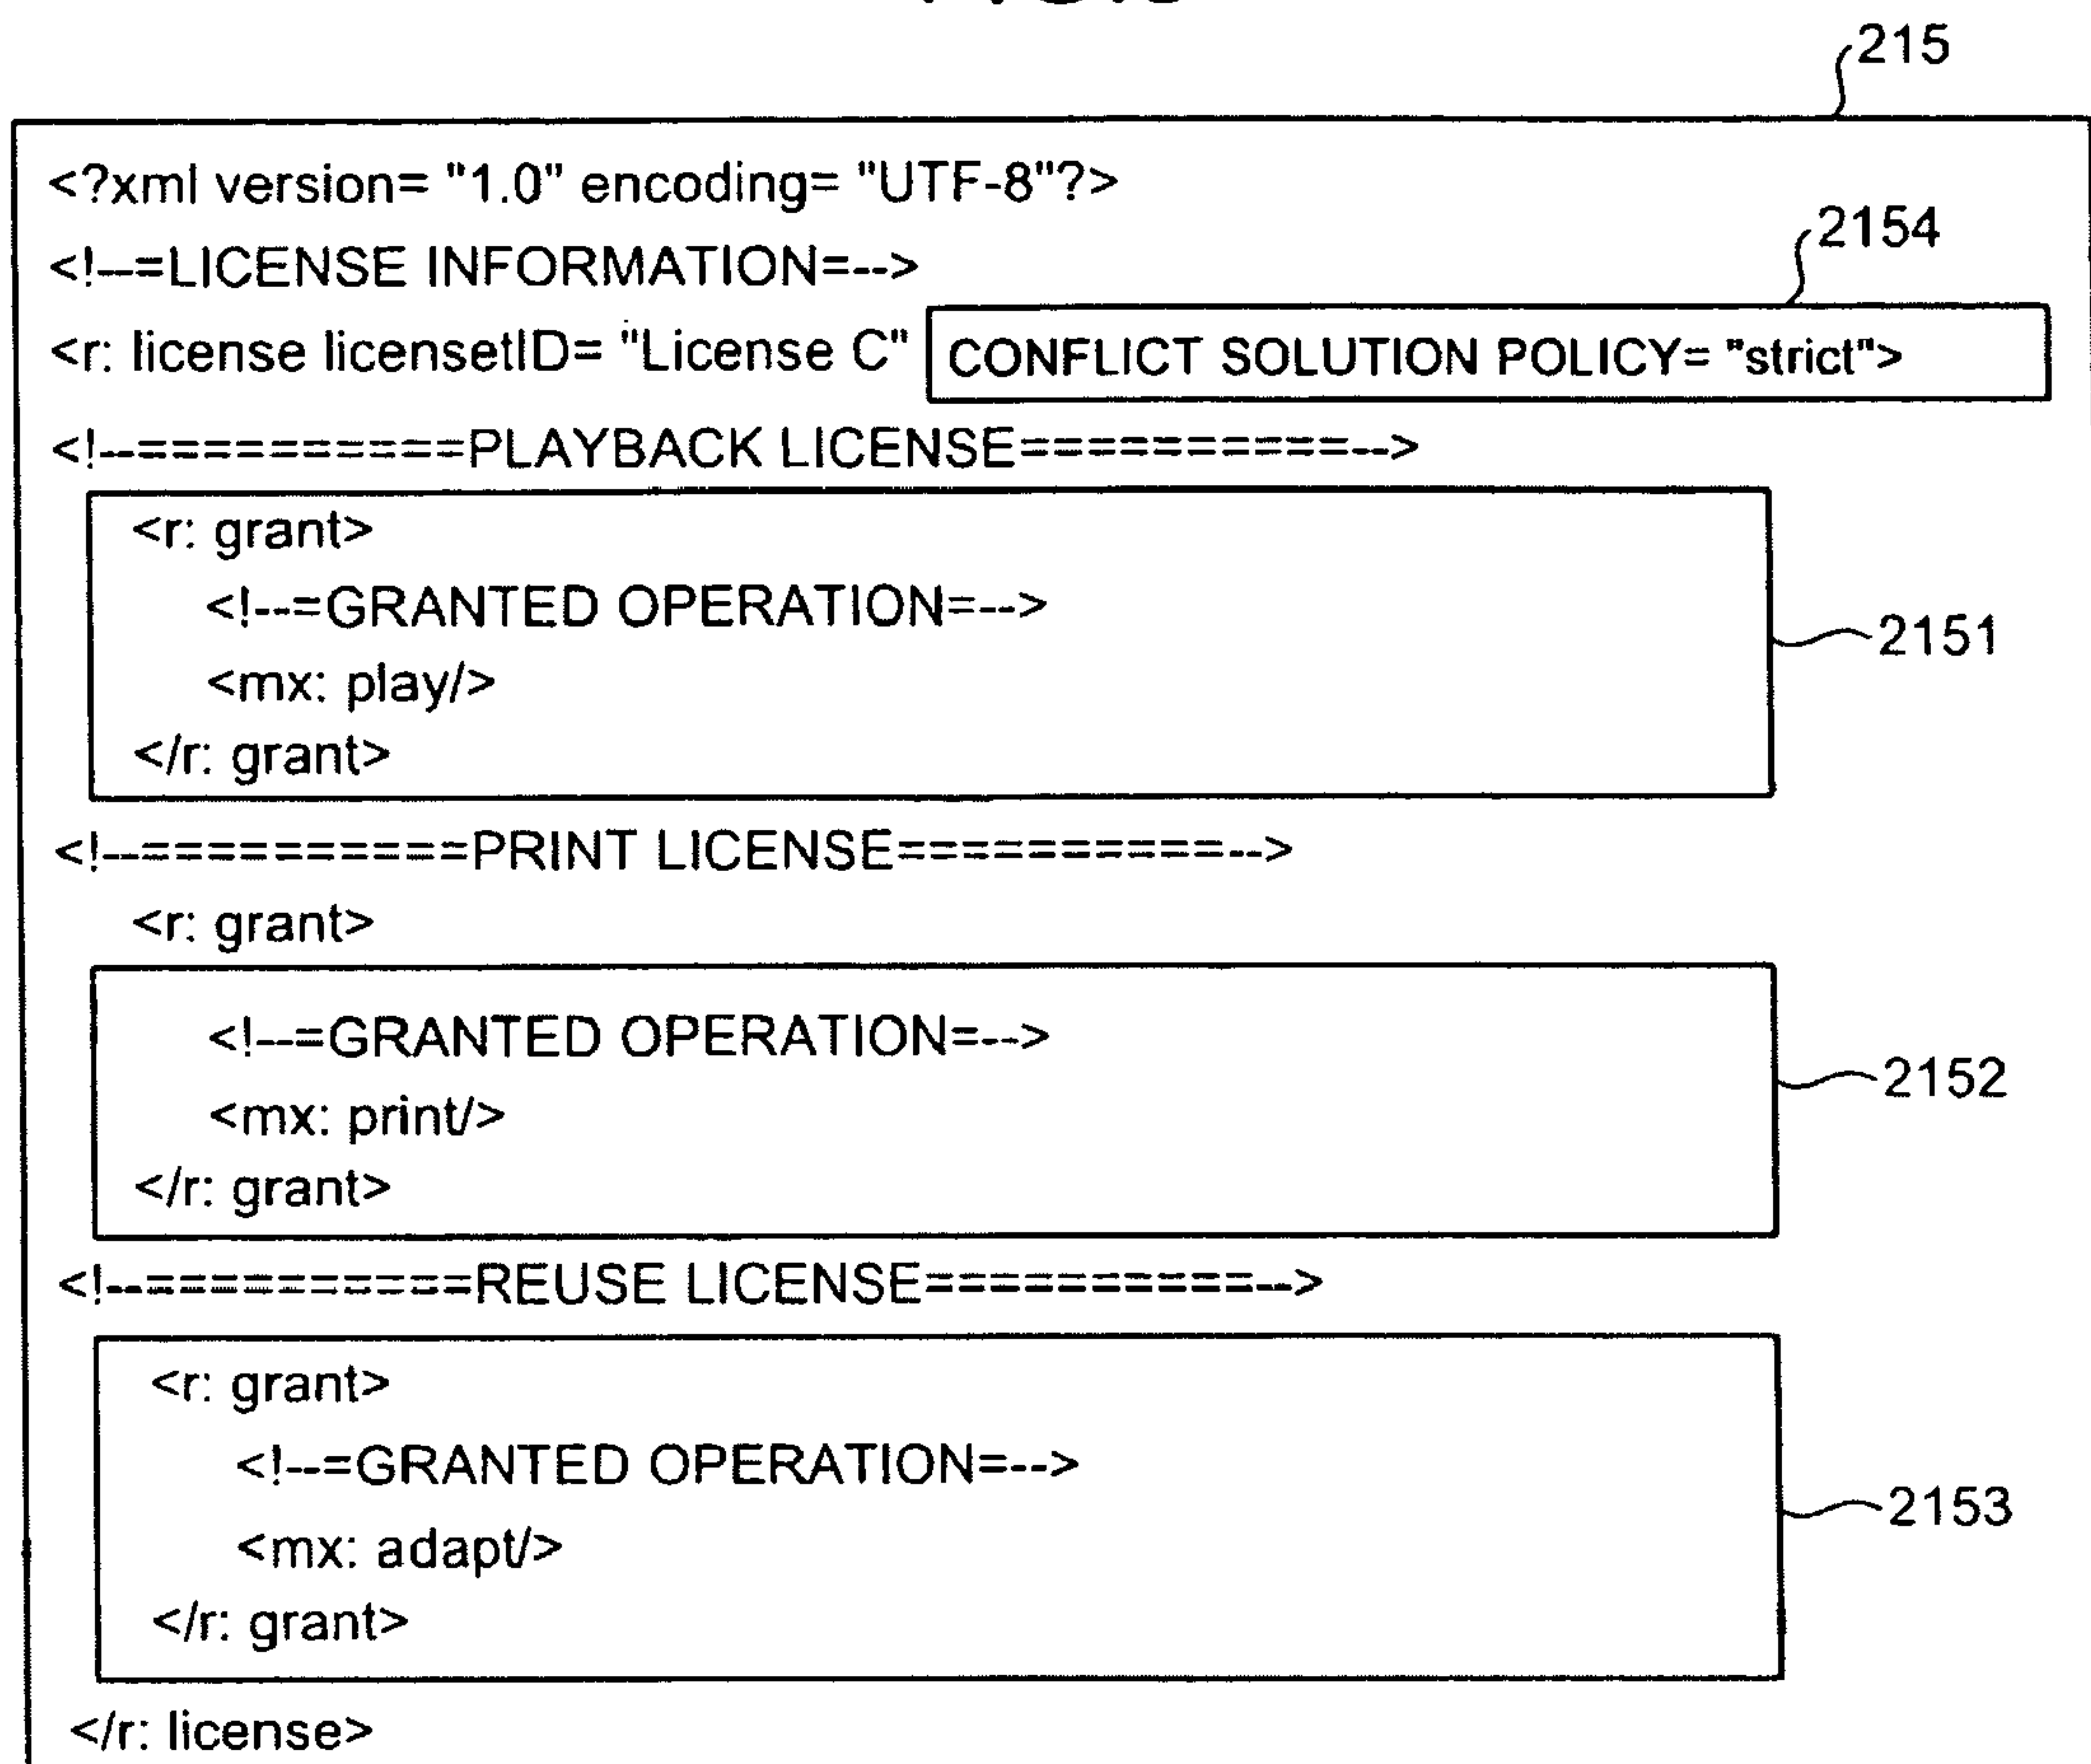 215
<?xml version= "1.0" encoding= "UTF-8"?>
2154
<!--=LICENSE INFORMATION=-->
<r: license licensetID= "License C" CONFLICT SOLUTION POLICY= "strict">
<!--==========PLAYBACK LICENSE==========-->
<r: grant>
<!--=GRANTED OPERATION=-->
2151
<mx: play/>
</r: grant>
<!--==========PRINT LICENSE==========-->
<r: grant>
<!--=GRANTED OPERATION=-->
2152
<mx: print/>
</r: grant>
<!--==========REUSE LICENSE==========-->
<r: grant>
<!--=GRANTED OPERATION=-->
2153
<mx: adapt/>
</r: grant>
</r: license>